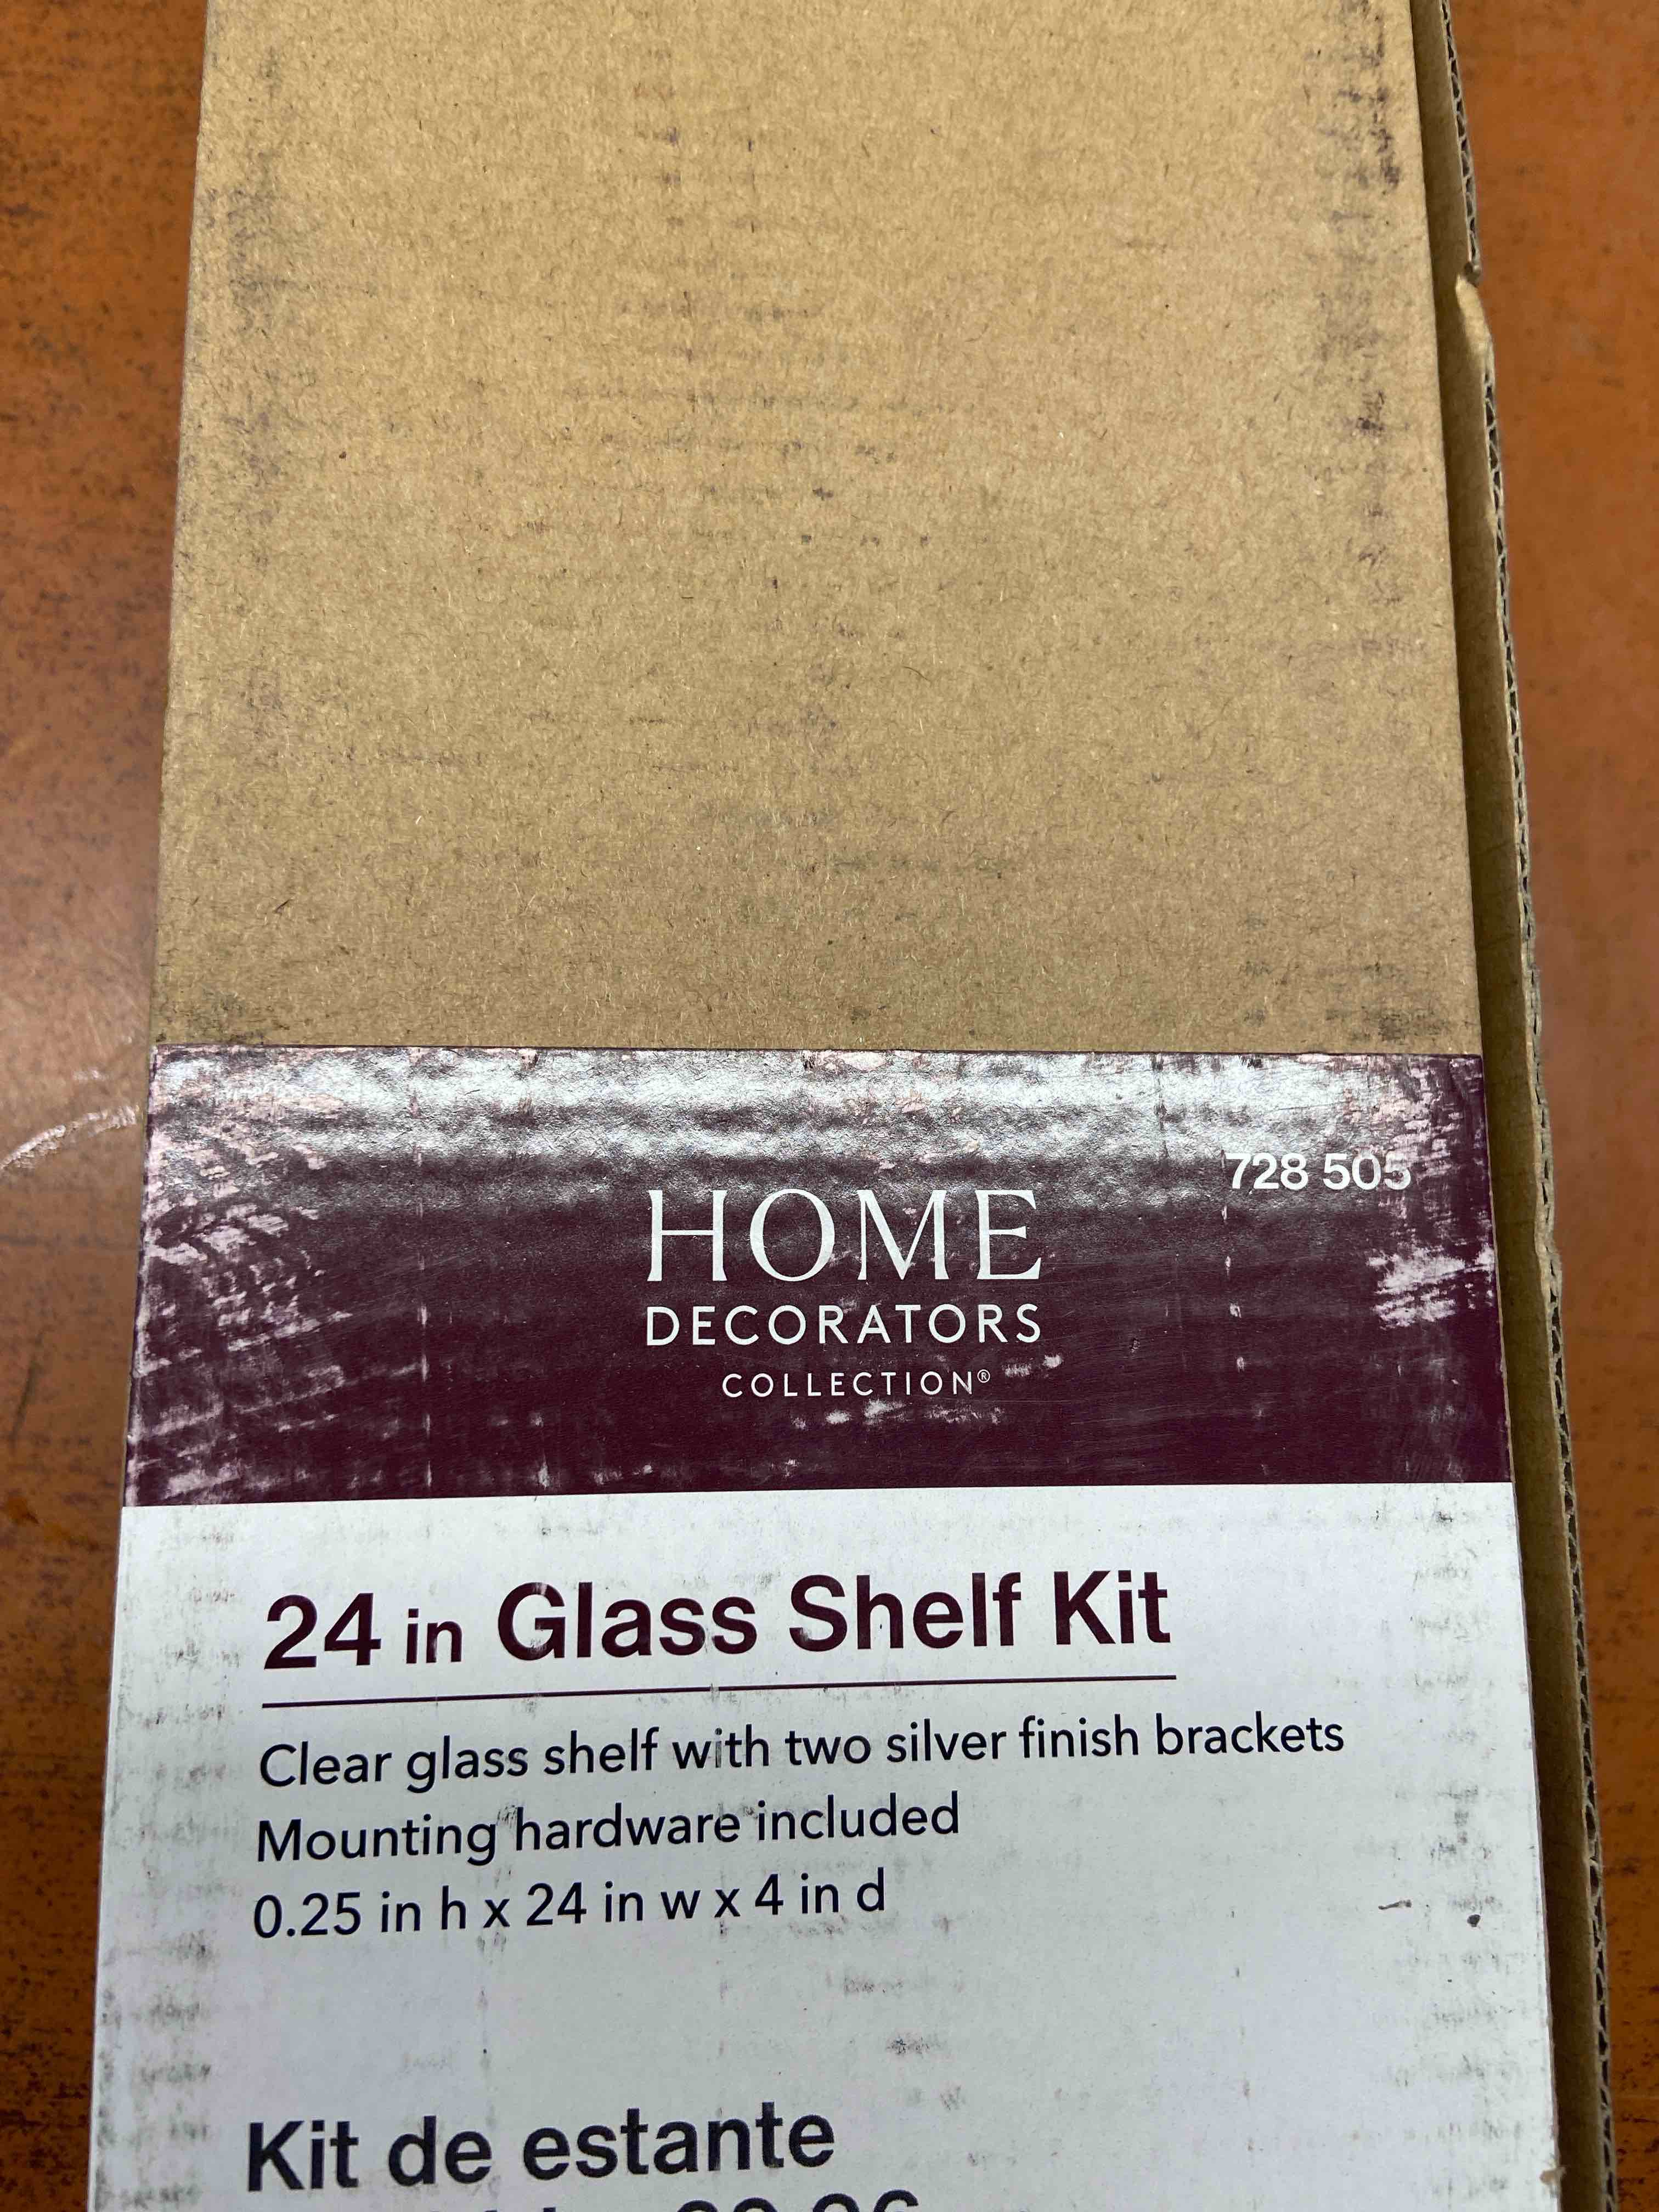 728 505
HOME
DECORATORS
COLLECTION®
24 in Glass Shelf Kit
Clear glass shelf with two silver finish brackets
Mounting hardware included
0.25 in h x 24 in w x 4 in d
Kit de estante